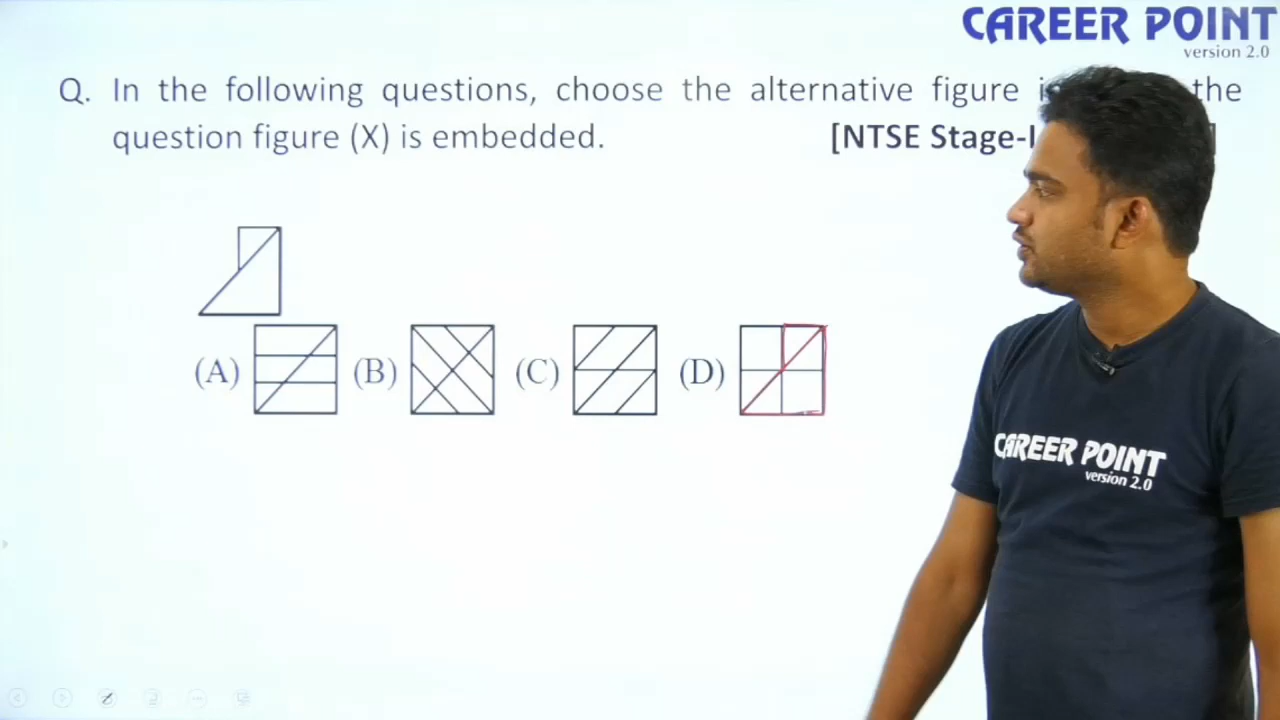 CAREER POINT
version 2.0
Q. In the following questions, choose the alternative figure the
question figure (X) is embedded. [NTSE Stage-I ]
(A) (B) (C) (D)
CAREER POINT
version 2.0